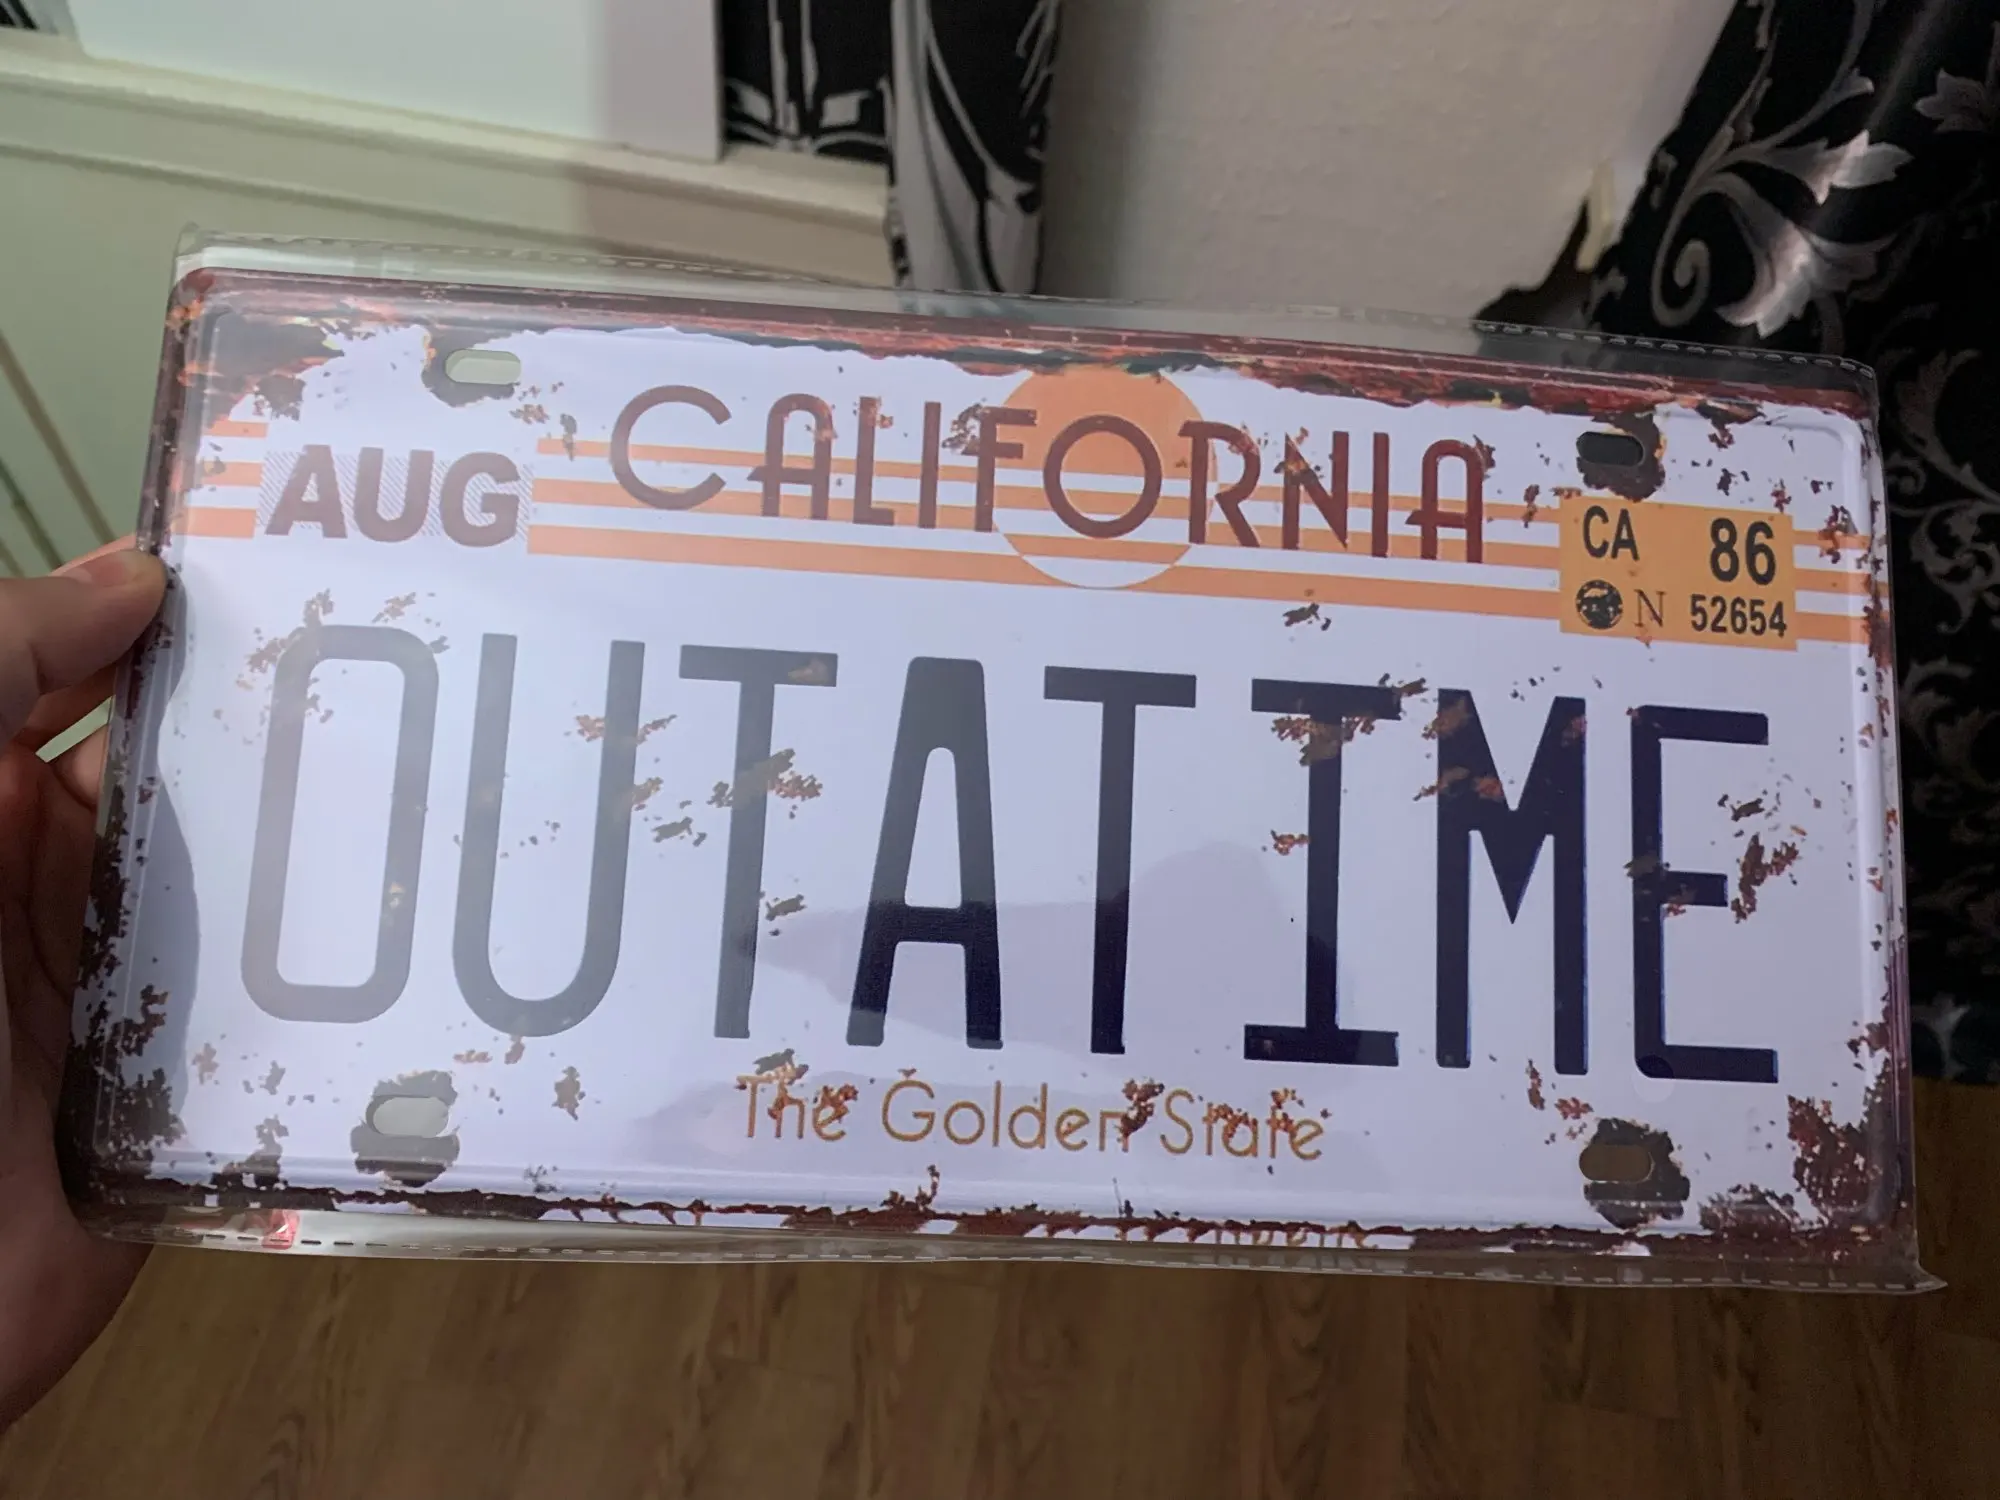 CALIFORNIA
AUG
CA 86
N 52654
OUTATIME
The Golden State